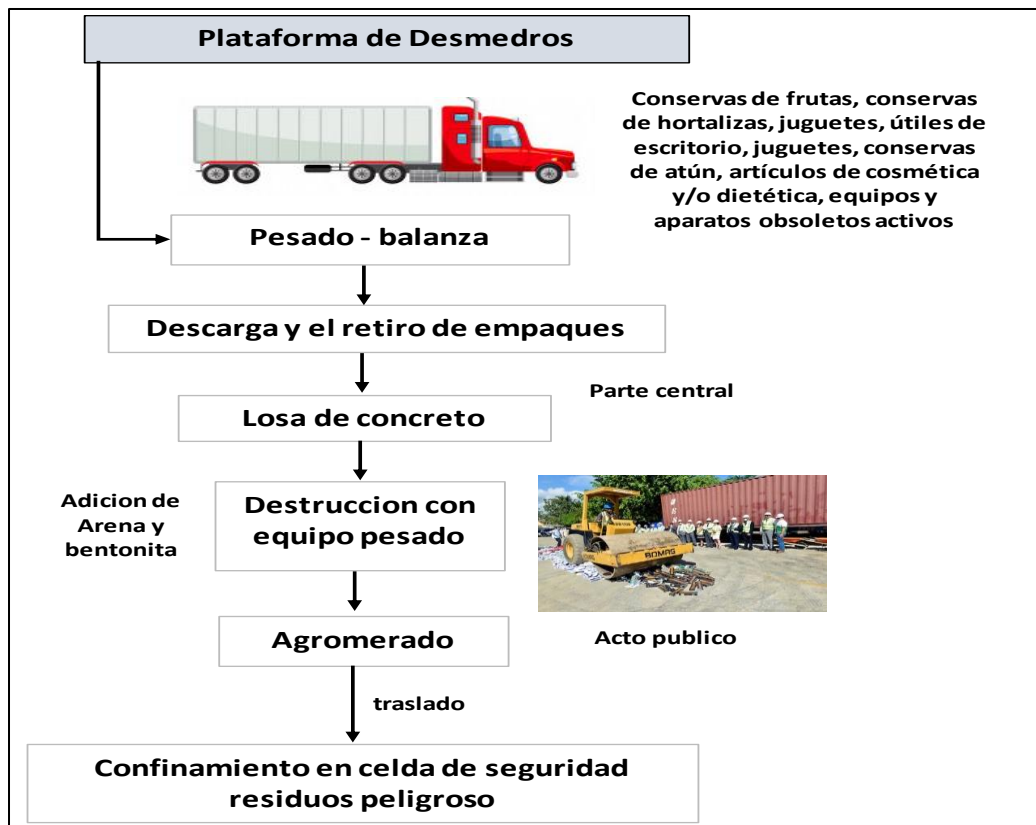 Plataforma de Desmedros
Conservas de frutas, conservas
de hortalizas, juguetes, útiles de
escritorio, juguetes, conservas
de atún, artículos de cosmética
y/o dietética, equipos y
aparatos obsoletos activos
Pesado - balanza
Descarga y el retiro de empaques
Parte central
Losa de concreto
Adicion de
Arena y
bentonita
Destruccion con
equipo pesado
BOMAG
Agromerado
Acto publico
traslado
Confinamiento en celda de seguridad
residuos peligroso